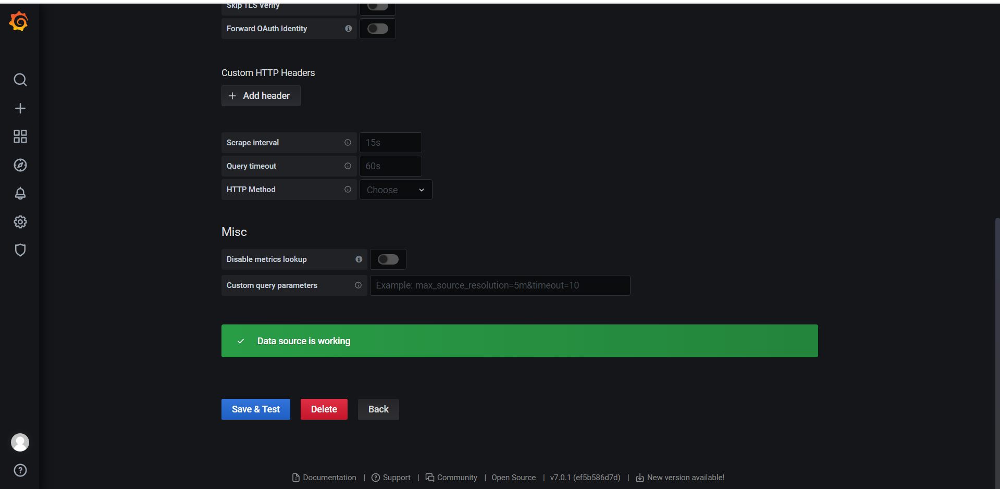 Skip TLS Verify
Forward OAuth Identity
Custom HTTP Headers
Add header
Scrape interval 15s
Query timeout 60s
HTTP Method Choose
Misc
Disable metrics lookup
Custom query parameters Example: max_source_resolution=5m&timeout=10
Data source is working
Save & Test Delete Back
Documentation | Support | Community | Open Source | v7.0.1 (ef5b586d7d) | New version available!